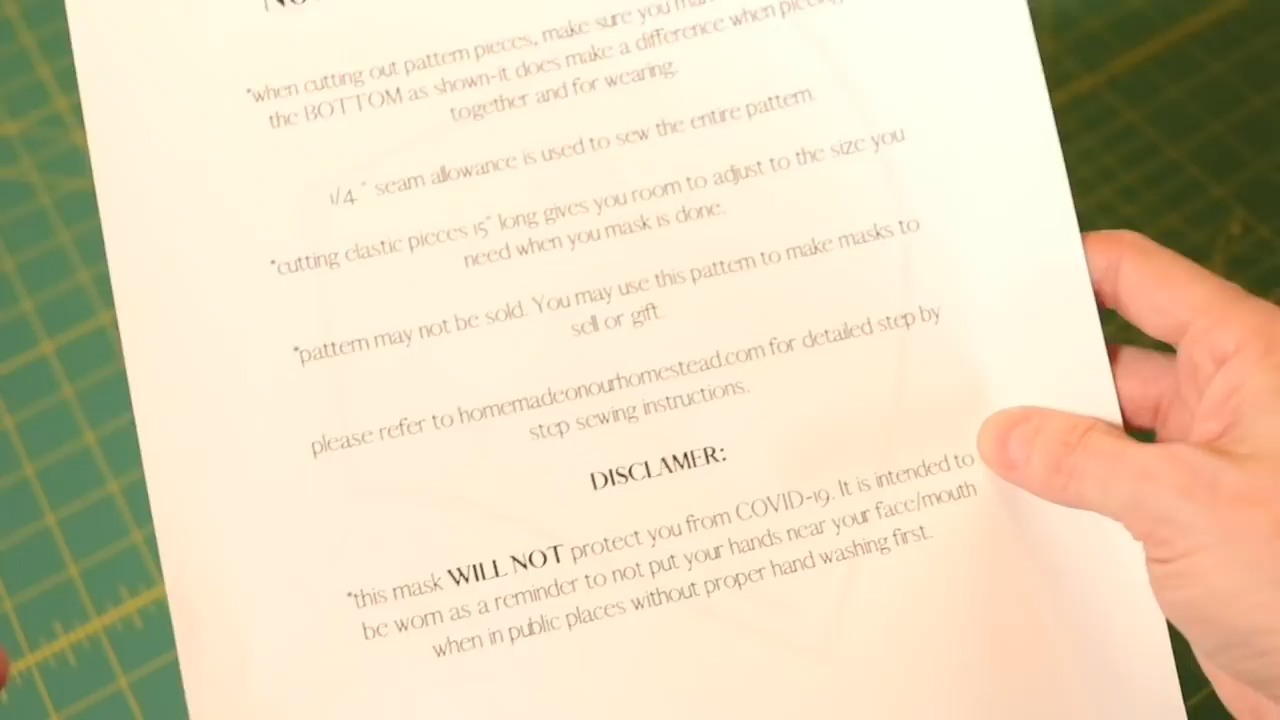 *when cutting out pattern pieces, make sure you
the BOTTOM as shown-it does make a difference when piecing
together and for wearing.
1/4" seam allowance is used to sew the entire pattern.
*cutting elastic pieces 15" long gives you room to adjust to the size you
need when you mask is done.
*pattern may not be sold. You may use this pattern to make masks to
sell or gift.
please refer to homemadeonourhomestead.com for detailed step by
step sewing instructions.
DISCLAMER:
*this mask WILL NOT protect you from COVID-19. It is intended to
be worn as a reminder to not put your hands near your face/mouth
when in public places without proper hand washing first.